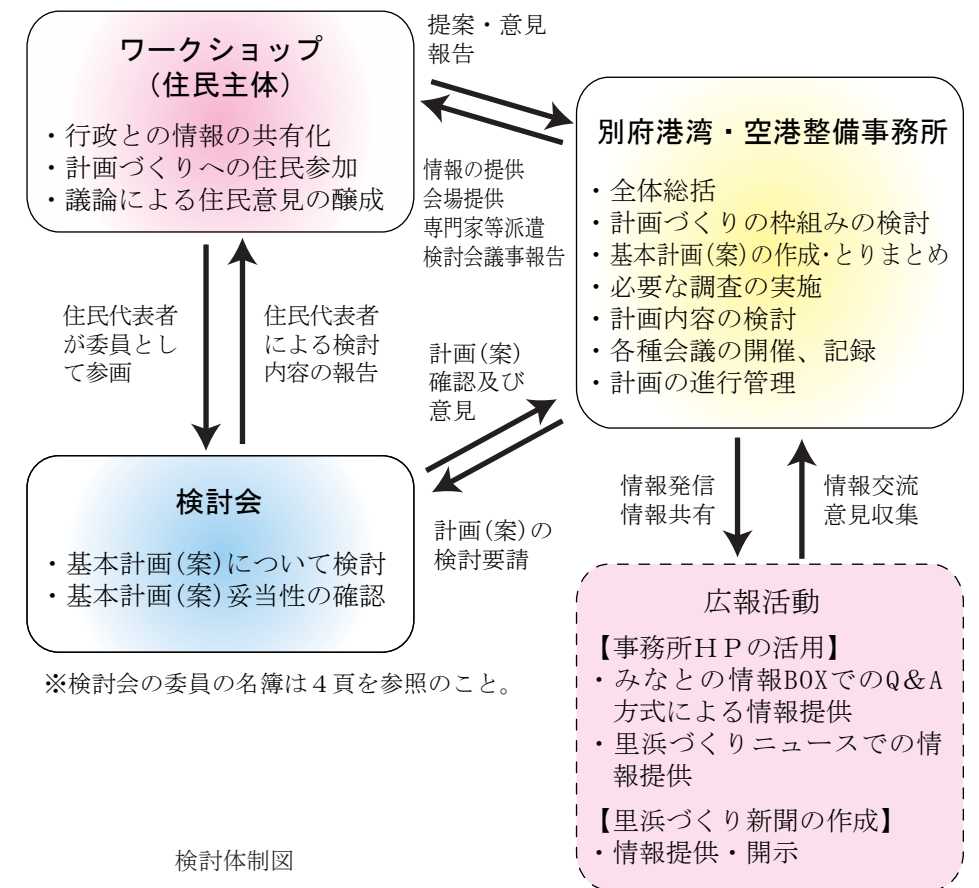 ワークショップ
(住民主体)
・行政との情報の共有化
・計画づくりへの住民参加
・議論による住民意見の醸成
提案・意見
報告
情報の提供
会場提供
専門家等派遣
検討会議事報告
別府港湾・空港整備事務所
・全体総括
・計画づくりの枠組みの検討
・基本計画(案)の作成・とりまとめ
・必要な調査の実施
・計画内容の検討
・各種会議の開催、記録
・計画の進行管理
住民代表者
が委員とし
て参画
住民代表者
による検討
内容の報告
計画(案)
確認及び
意見
計画(案)の
検討要請
検討会
・基本計画(案)について検討
・基本計画(案)妥当性の確認
※検討会の委員の名簿は4頁を参照のこと。
情報発信
情報共有
情報交流
意見収集
広報活動
【事務所HPの活用】
・みなとの情報BOXでのQ&A
方式による情報提供
・里浜づくりニュースでの情
報提供
【里浜づくり新聞の作成】
・情報提供・開示
検討体制図